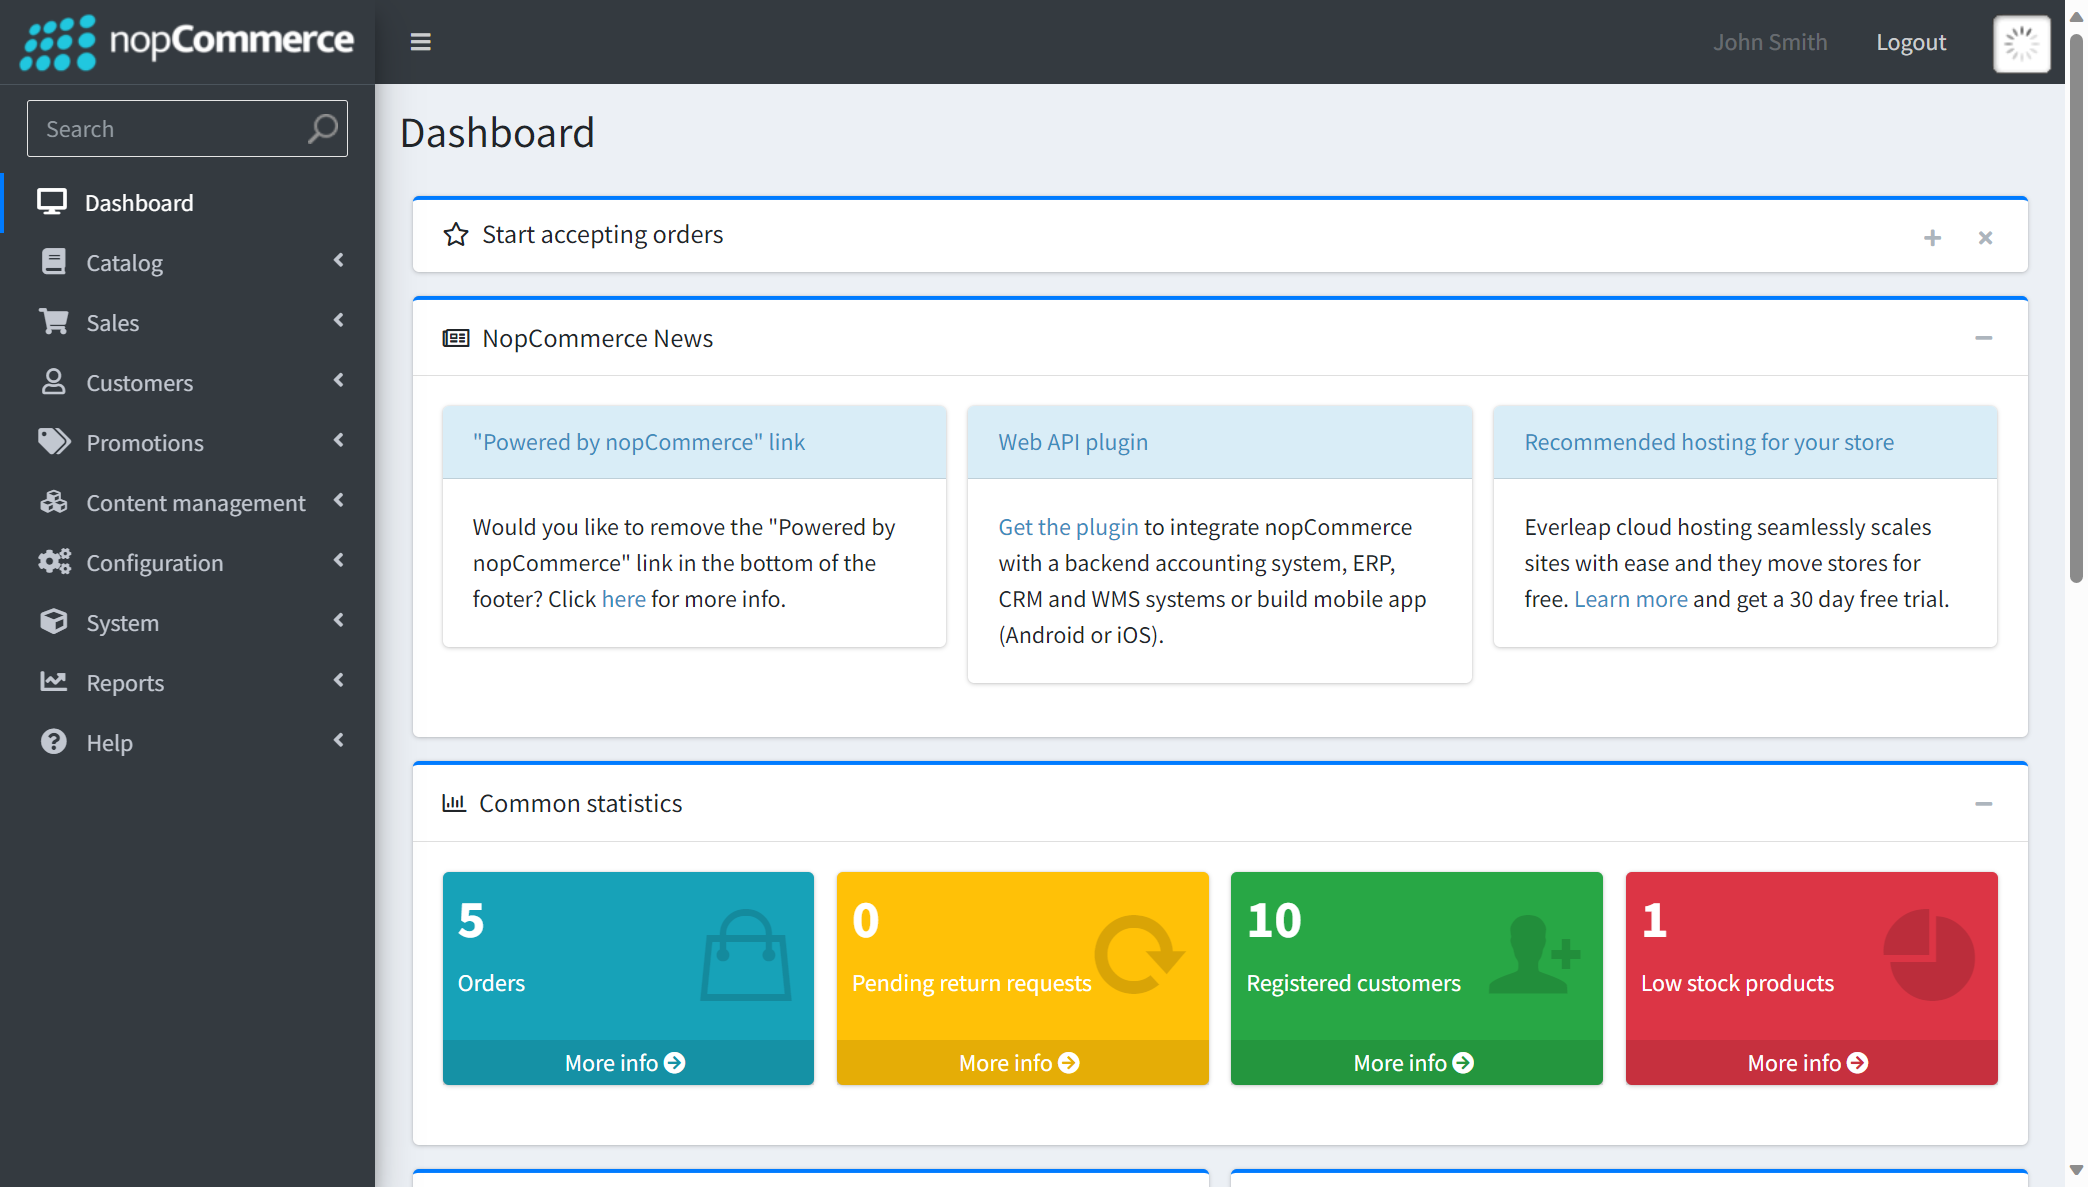 nopCommerce
John Smith
Logout
Search
Dashboard
Catalog
Sales
Customers
Promotions
Content management
Configuration
System
Reports
Help
Dashboard
Start accepting orders
NopCommerce News
"Powered by nopCommerce" link
Would you like to remove the "Powered by
nopCommerce" link in the bottom of the
footer? Click here for more info.
Web API plugin
Get the plugin to integrate nopCommerce
with a backend accounting system, ERP,
CRM and WMS systems or build mobile app
(Android or iOS).
Recommended hosting for your store
Everleap cloud hosting seamlessly scales
sites with ease and they move stores for
free. Learn more and get a 30 day free trial.
Common statistics
5
Orders
More info
0
Pending return requests
More info
10
Registered customers
More info
1
Low stock products
More info